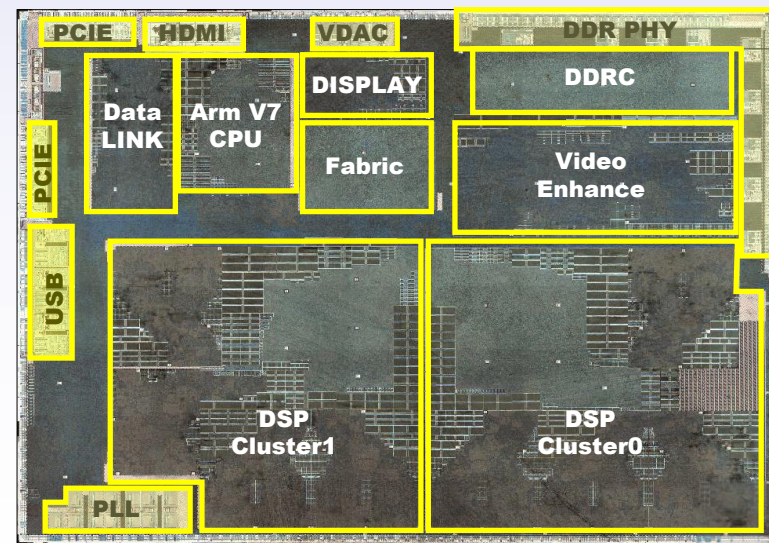 PCIE
HDMI
VDAC
DDR PHY
Data
LINK
Arm V7
CPU
DISPLAY
DDRC
Fabric
Video
Enhance
PCIE
USB
DSP
Cluster1
DSP
Cluster0
PLL